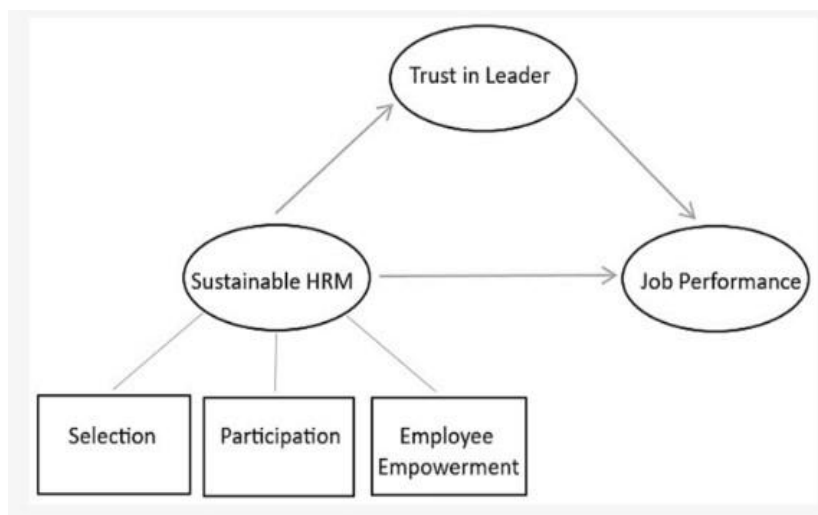 Trust in Leader
Sustainable HRM
Job Performance
Selection
Participation
Employee
Empowerment